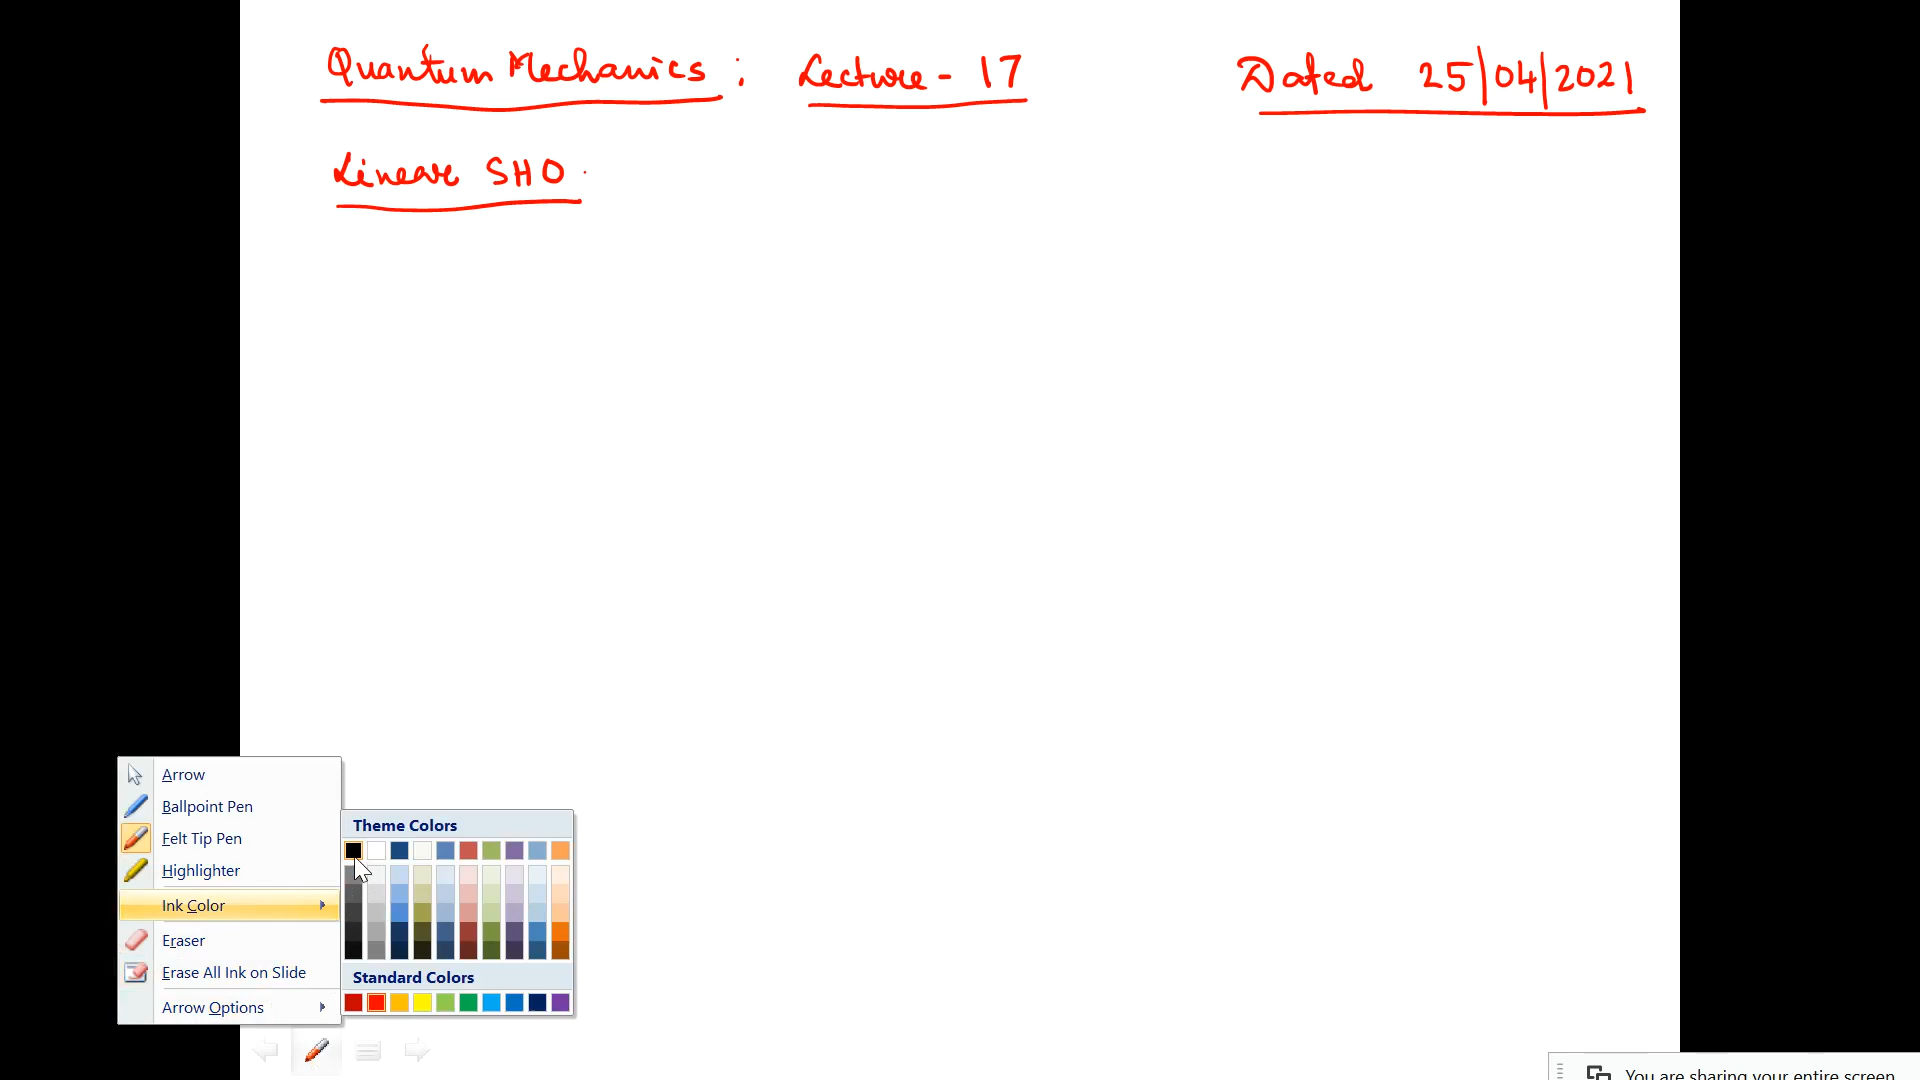 Quantum Mechanics : Lecture - 17 Dated 25/04/2021
Linear SHO .
Arrow
Ballpoint Pen
Felt Tip Pen
Highlighter
Ink Color
Eraser
Erase All Ink on Slide
Arrow Options
Theme Colors
Standard Colors
You are sharing your entire screen